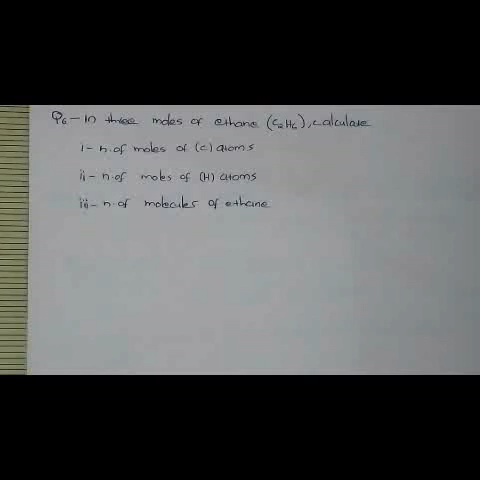 Q6- in three moles of ethane (C2H6), calculate
i- n.of moles of (C) atoms
ii- n.of moles of (H) atoms
iii- n.of molecules of ethane